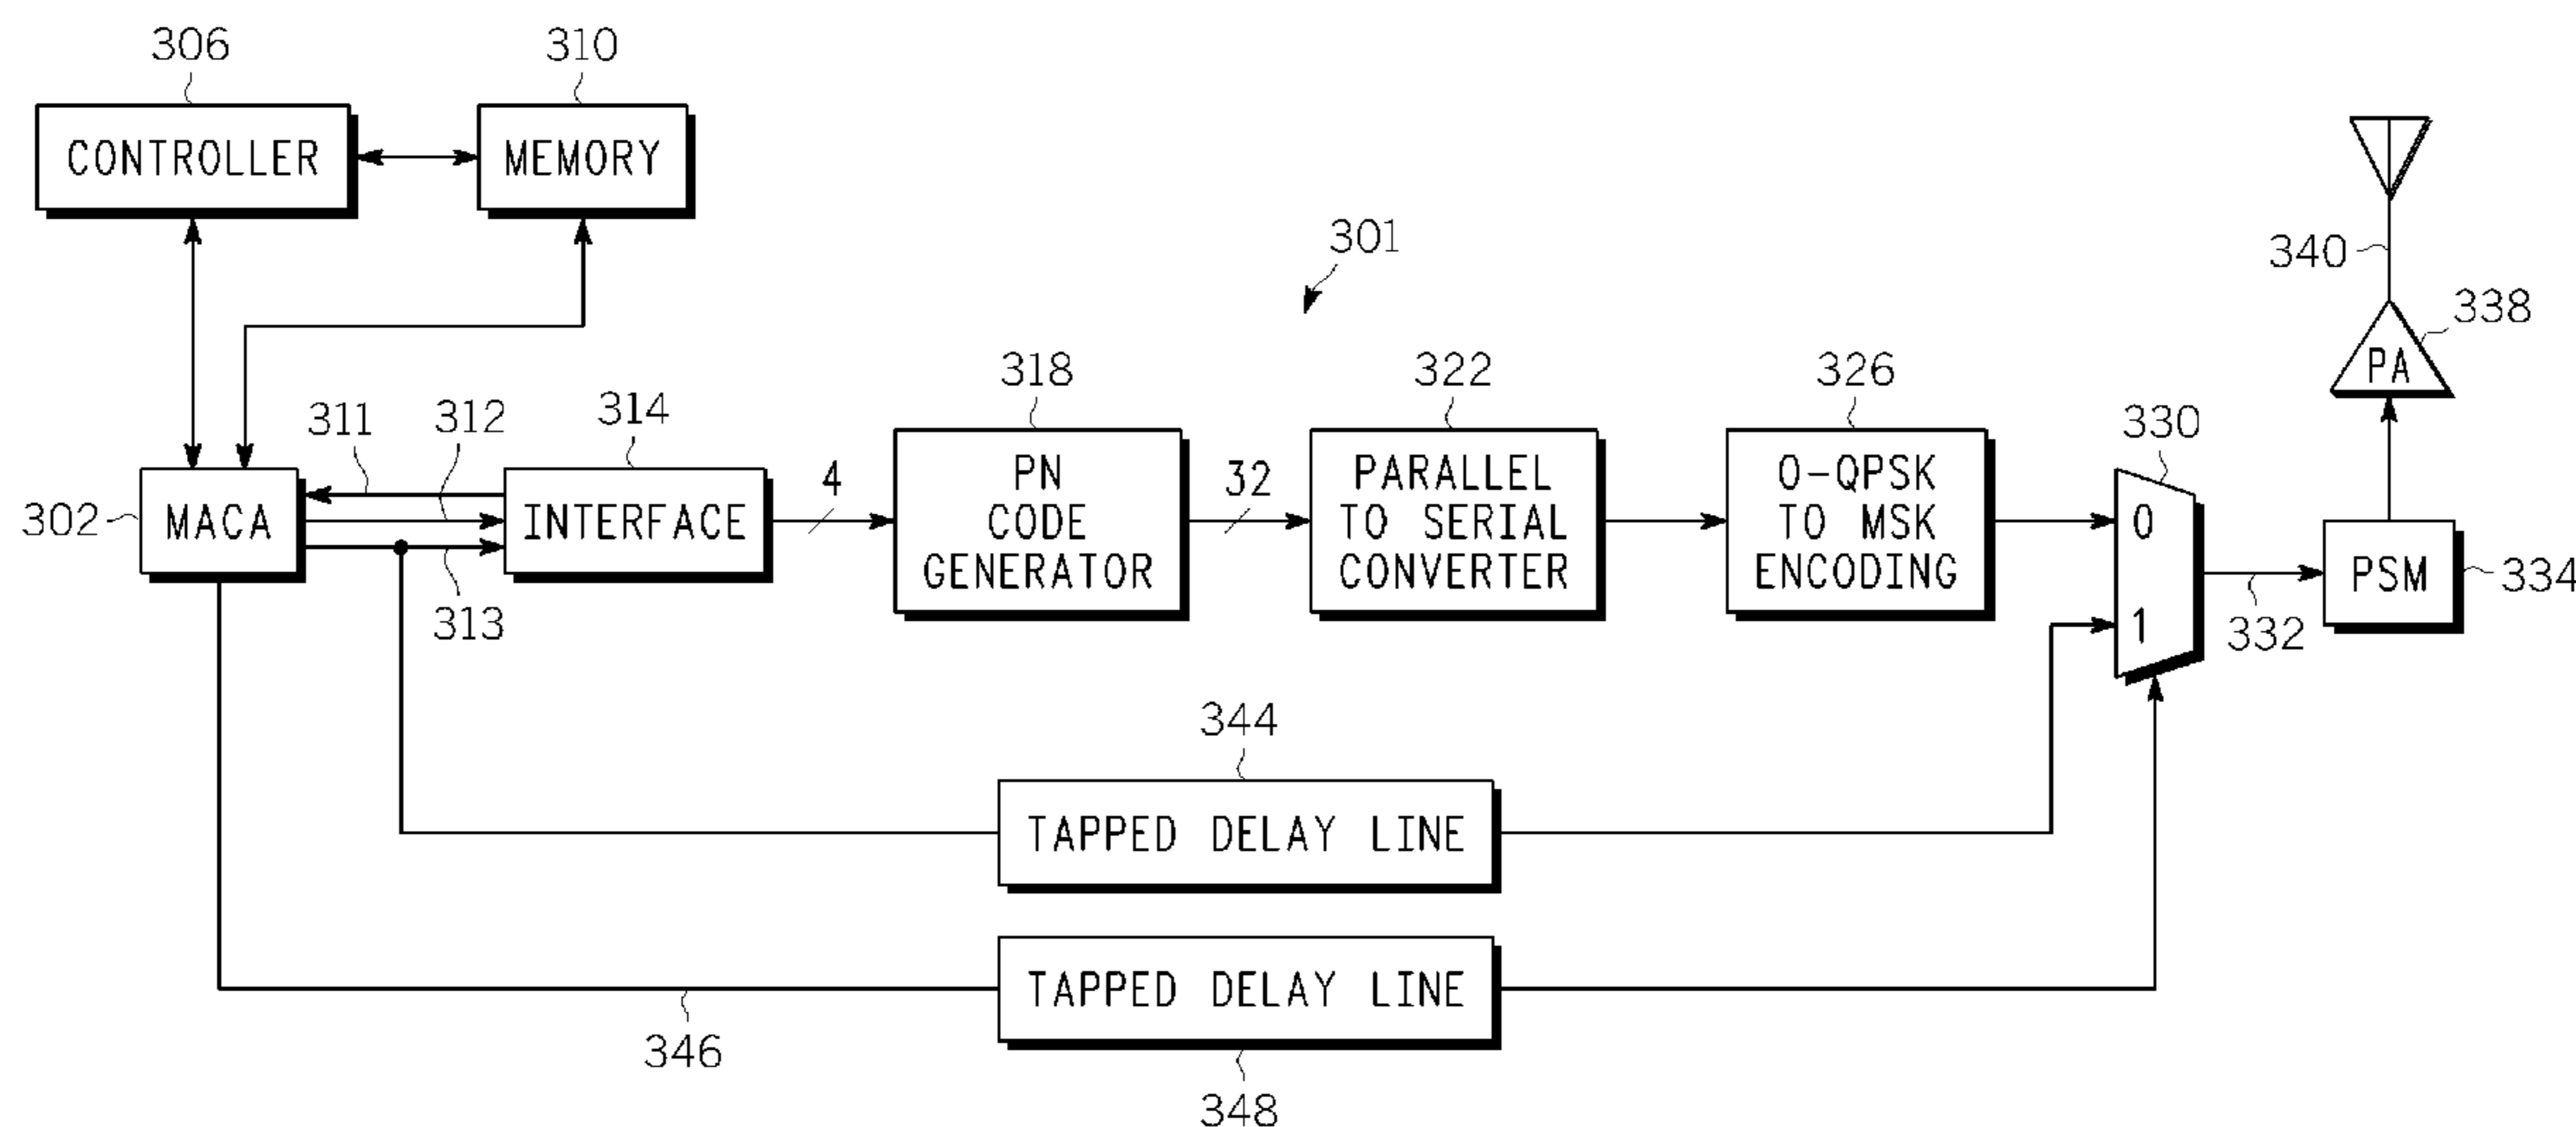 306
310
CONTROLLER
MEMORY
301
340
338
PA
311
312
314
318
322
326
330
302
MACA
INTERFACE
4
PN
CODE
GENERATOR
32
PARALLEL
TO SERIAL
CONVERTER
O-QPSK
TO MSK
ENCODING
0
1
332
PSM
334
313
344
TAPPED DELAY LINE
TAPPED DELAY LINE
346
348